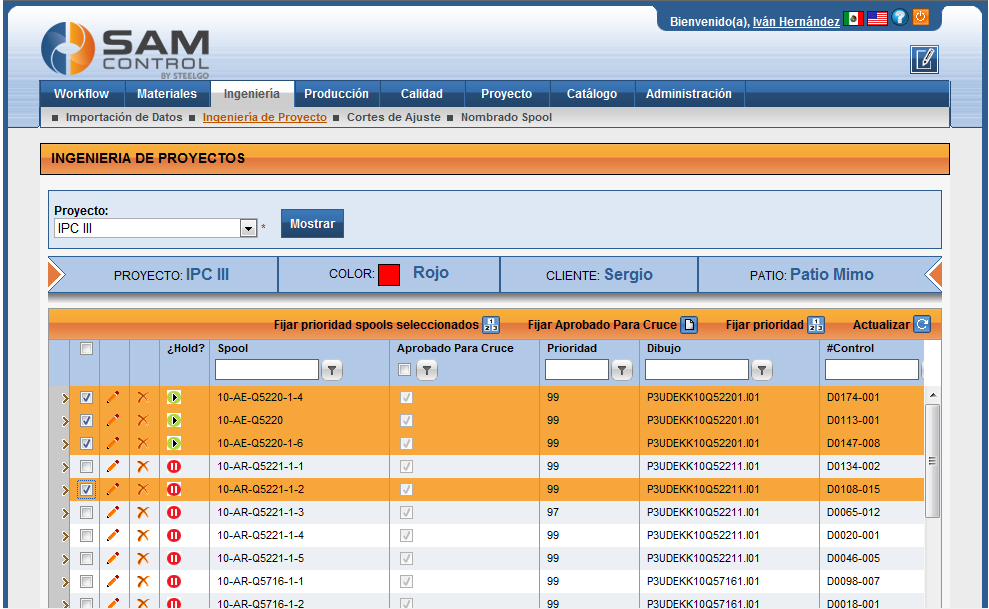 Bienvenido(a), Iván Hernández
SAM
CONTROL
BY STEELGO
Workflow Materiales Ingeniería Producción Calidad Proyecto Catálogo Administración
Importación de Datos Ingeniería de Proyecto Cortes de Ajuste Nombrado Spool
INGENIERIA DE PROYECTOS
Proyecto:
IPC III * Mostrar
PROYECTO: IPC III COLOR: Rojo CLIENTE: Sergio PATIO: Patio Mimo
Fijar prioridad spools seleccionados Fijar Aprobado Para Cruce Fijar prioridad Actualizar
¿Hold? Spool Aprobado Para Cruce Prioridad Dibujo #Control
10-AE-Q5220-1-4 99 P3UDEKK10Q52201.I01 D0174-001
10-AE-Q5220 99 P3UDEKK10Q52201.I01 D0113-001
10-AE-Q5220-1-6 99 P3UDEKK10Q52201.I01 D0147-008
10-AR-Q5221-1-1 99 P3UDEKK10Q52211.I01 D0134-002
10-AR-Q5221-1-2 99 P3UDEKK10Q52211.I01 D0108-015
10-AR-Q5221-1-3 97 P3UDEKK10Q52211.I01 D0065-012
10-AR-Q5221-1-4 99 P3UDEKK10Q52211.I01 D0020-001
10-AR-Q5221-1-5 99 P3UDEKK10Q52211.I01 D0046-005
10-AR-Q5716-1-1 99 P3UDEKK10Q57161.I01 D0098-007
10-AR-Q5716-1-2 99 P3UDEKK10Q57161.I01 D0018-001